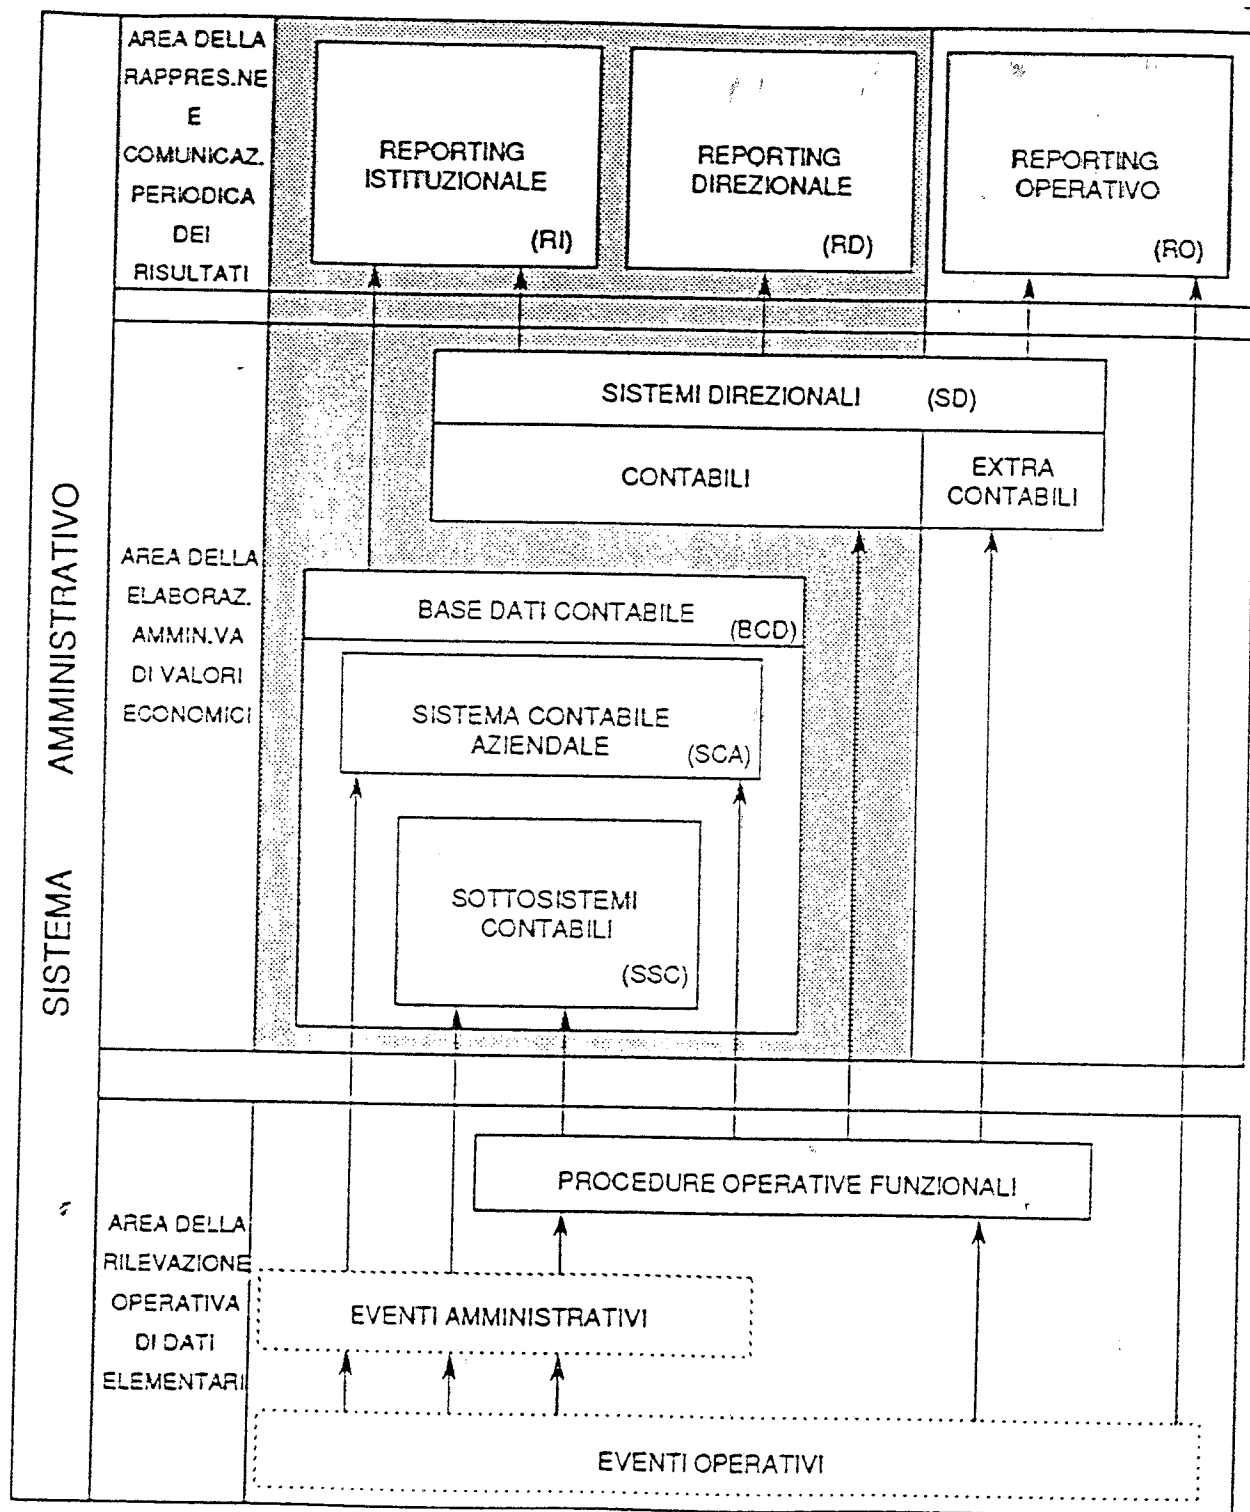 SISTEMA AMMINISTRATIVO
AREA DELLA
RAPPRES.NE
E
COMUNICAZ.
PERIODICA
DEI
RISULTATI
REPORTING
ISTITUZIONALE
(RI)
REPORTING
DIREZIONALE
(RD)
REPORTING
OPERATIVO
(RO)
AREA DELLA
ELABORAZ.
AMMIN.VA
DI VALORI
ECONOMICI
SISTEMI DIREZIONALI (SD)
CONTABILI
EXTRA
CONTABILI
BASE DATI CONTABILE
(BCD)
SISTEMA CONTABILE
AZIENDALE
(SCA)
SOTTOSISTEMI
CONTABILI
(SSC)
AREA DELLA
RILEVAZIONE
OPERATIVA
DI DATI
ELEMENTARI
PROCEDURE OPERATIVE FUNZIONALI
EVENTI AMMINISTRATIVI
EVENTI OPERATIVI